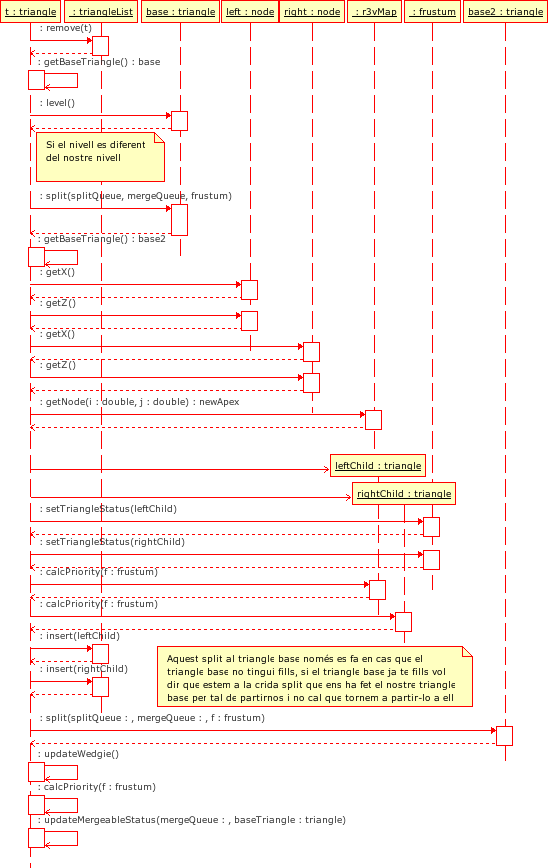 t : triangle
: triangleList
base : triangle
left : node
right : node
: r3vMap
: frustum
base2 : triangle
: remove(t)
: getBaseTriangle() : base
: level()
Si el nivell es diferent
del nostre nivell
: split(splitQueue, mergeQueue, frustum)
: getBaseTriangle() : base2
: getX()
: getZ()
: getX()
: getZ()
: getNode(i : double, j : double) : newApex
leftChild : triangle
rightChild : triangle
: setTriangleStatus(leftChild)
: setTriangleStatus(rightChild)
: calcPriority(f : frustum)
: calcPriority(f : frustum)
: insert(leftChild)
: insert(rightChild)
Aquest split al triangle base només es fa en cas que el
triangle base no tingui fills, si el triangle base ja te fills vol
dir que estem a la crida split que ens ha fet el nostre triangle
base per tal de partirnos i no cal que tornem a partir-lo a ell
: split(splitQueue : , mergeQueue : , f : frustum)
: updateWedgie()
: calcPriority(f : frustum)
: updateMergeableStatus(mergeQueue : , baseTriangle : triangle)